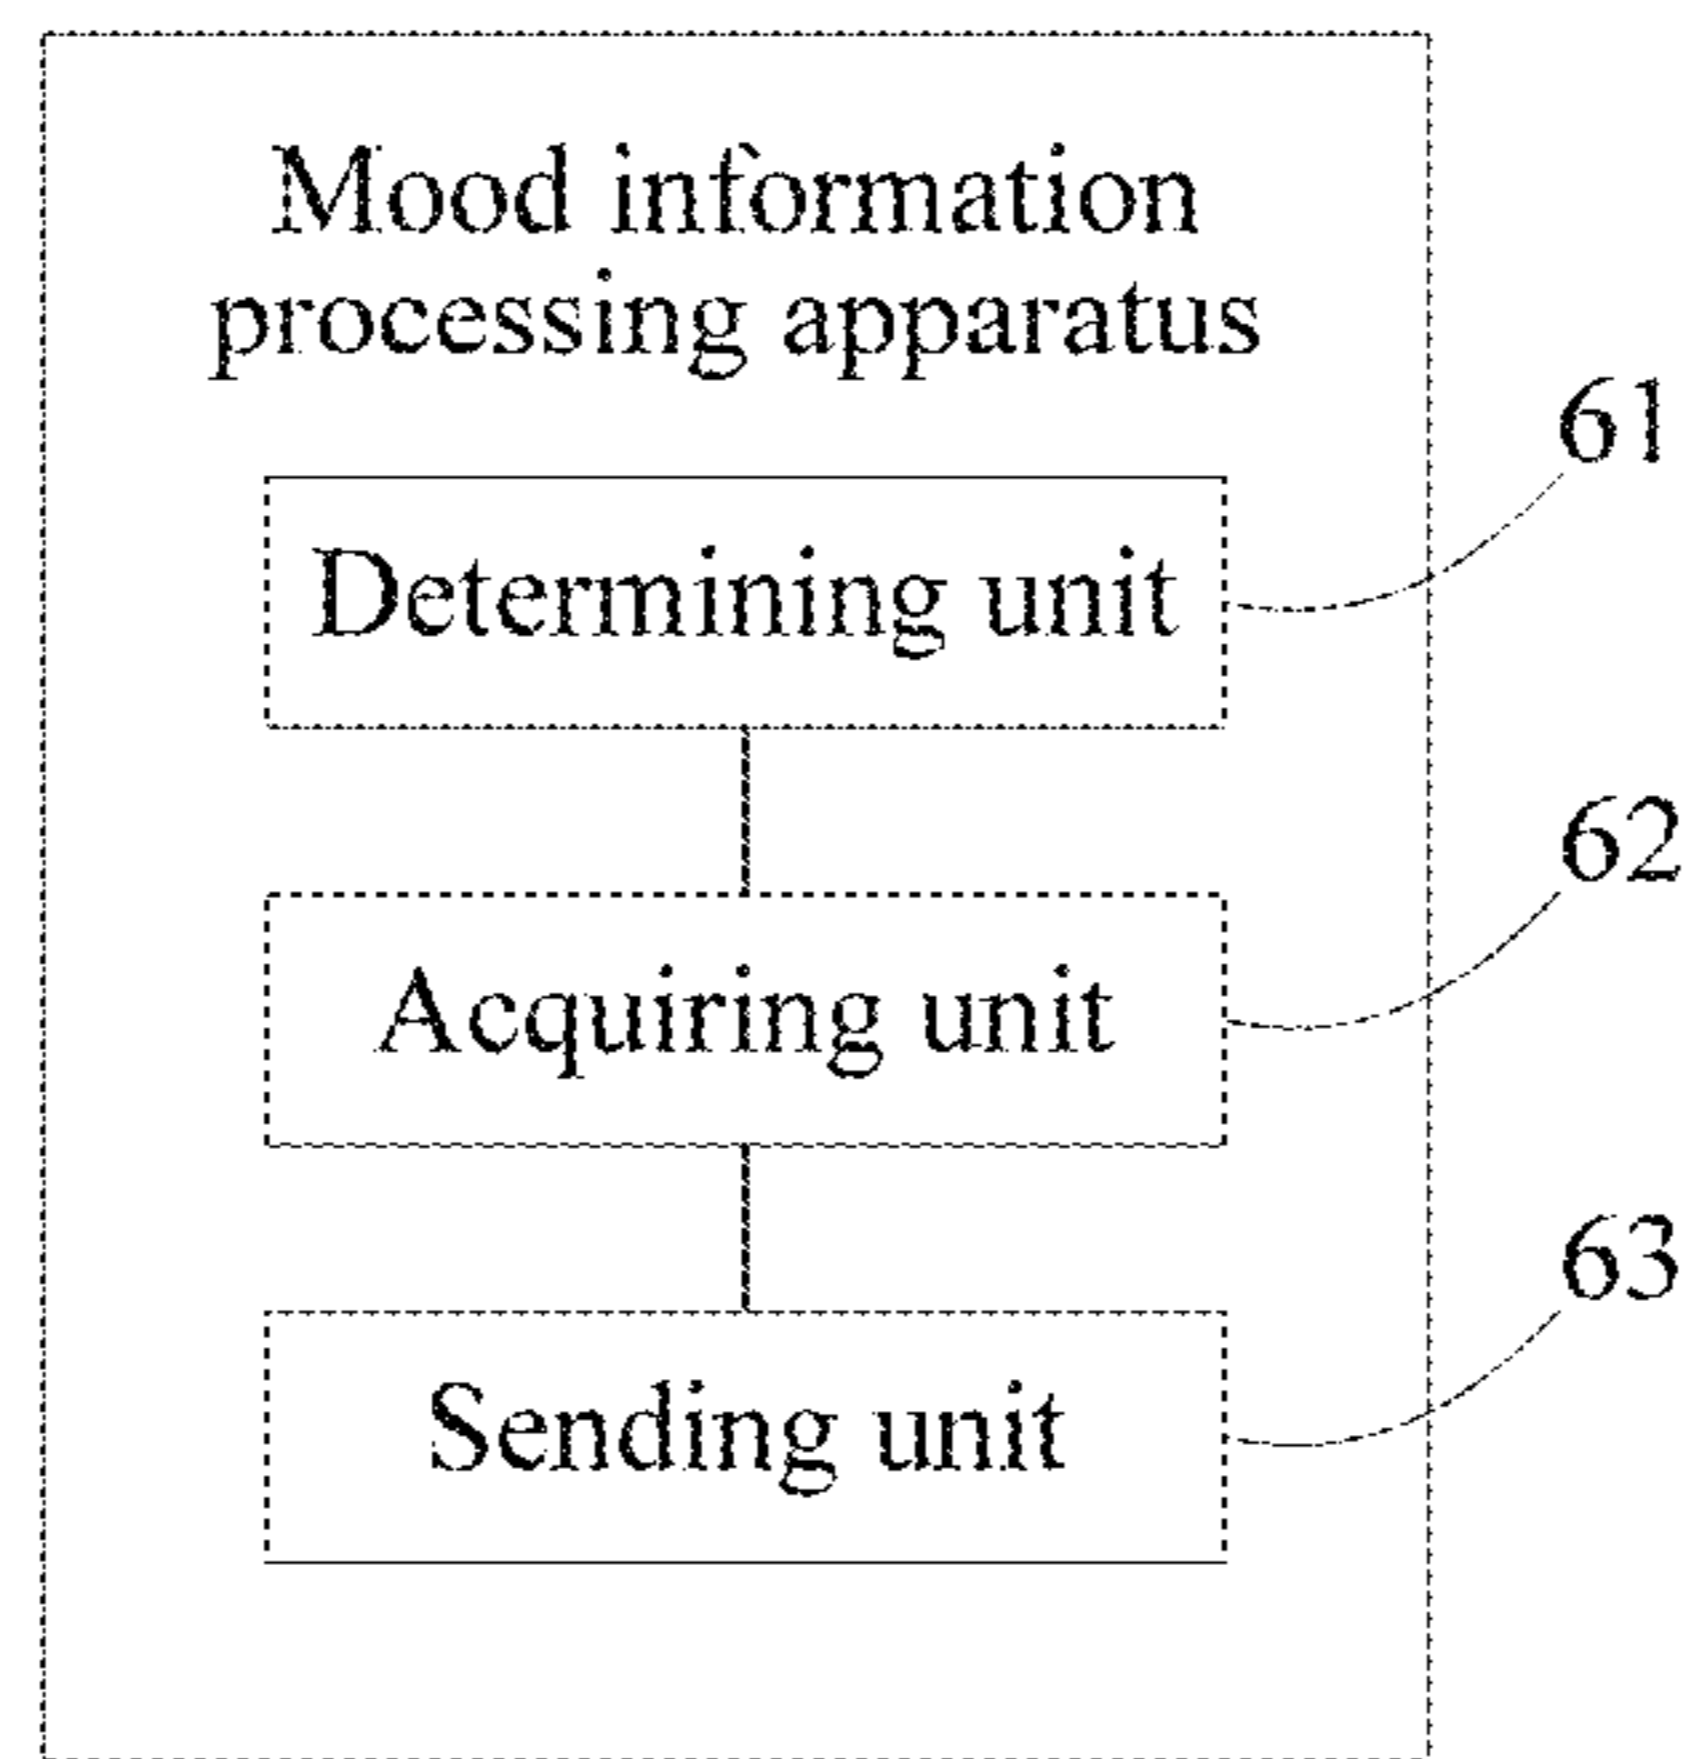 Mood information
processing apparatus
61
Determining unit
62
Acquiring unit
63
Sending unit